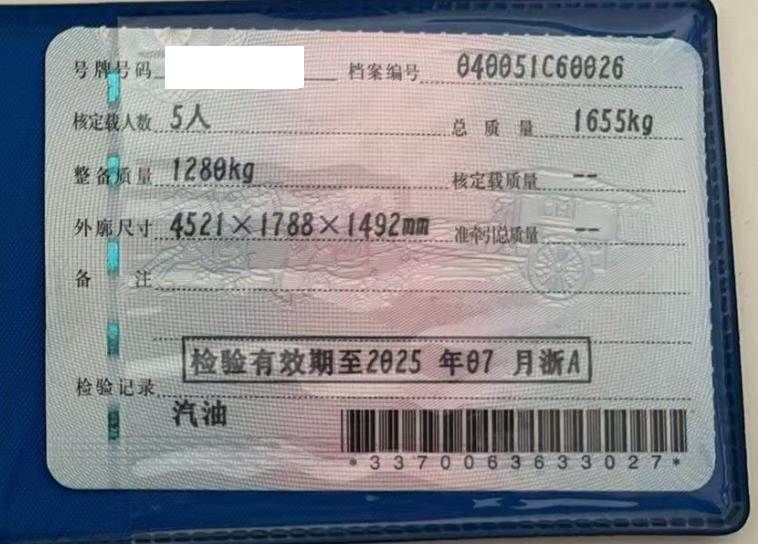 号牌号码 档案编号 040051C60026
核定载人数 5人 总质量 1655kg
整备质量 1280kg 核定载质量 --
外廓尺寸 4521×1788×1492mm 准牵引总质量 --
备注
检验记录 检验有效期至2025 年07 月浙A
汽油
*3370063633027*